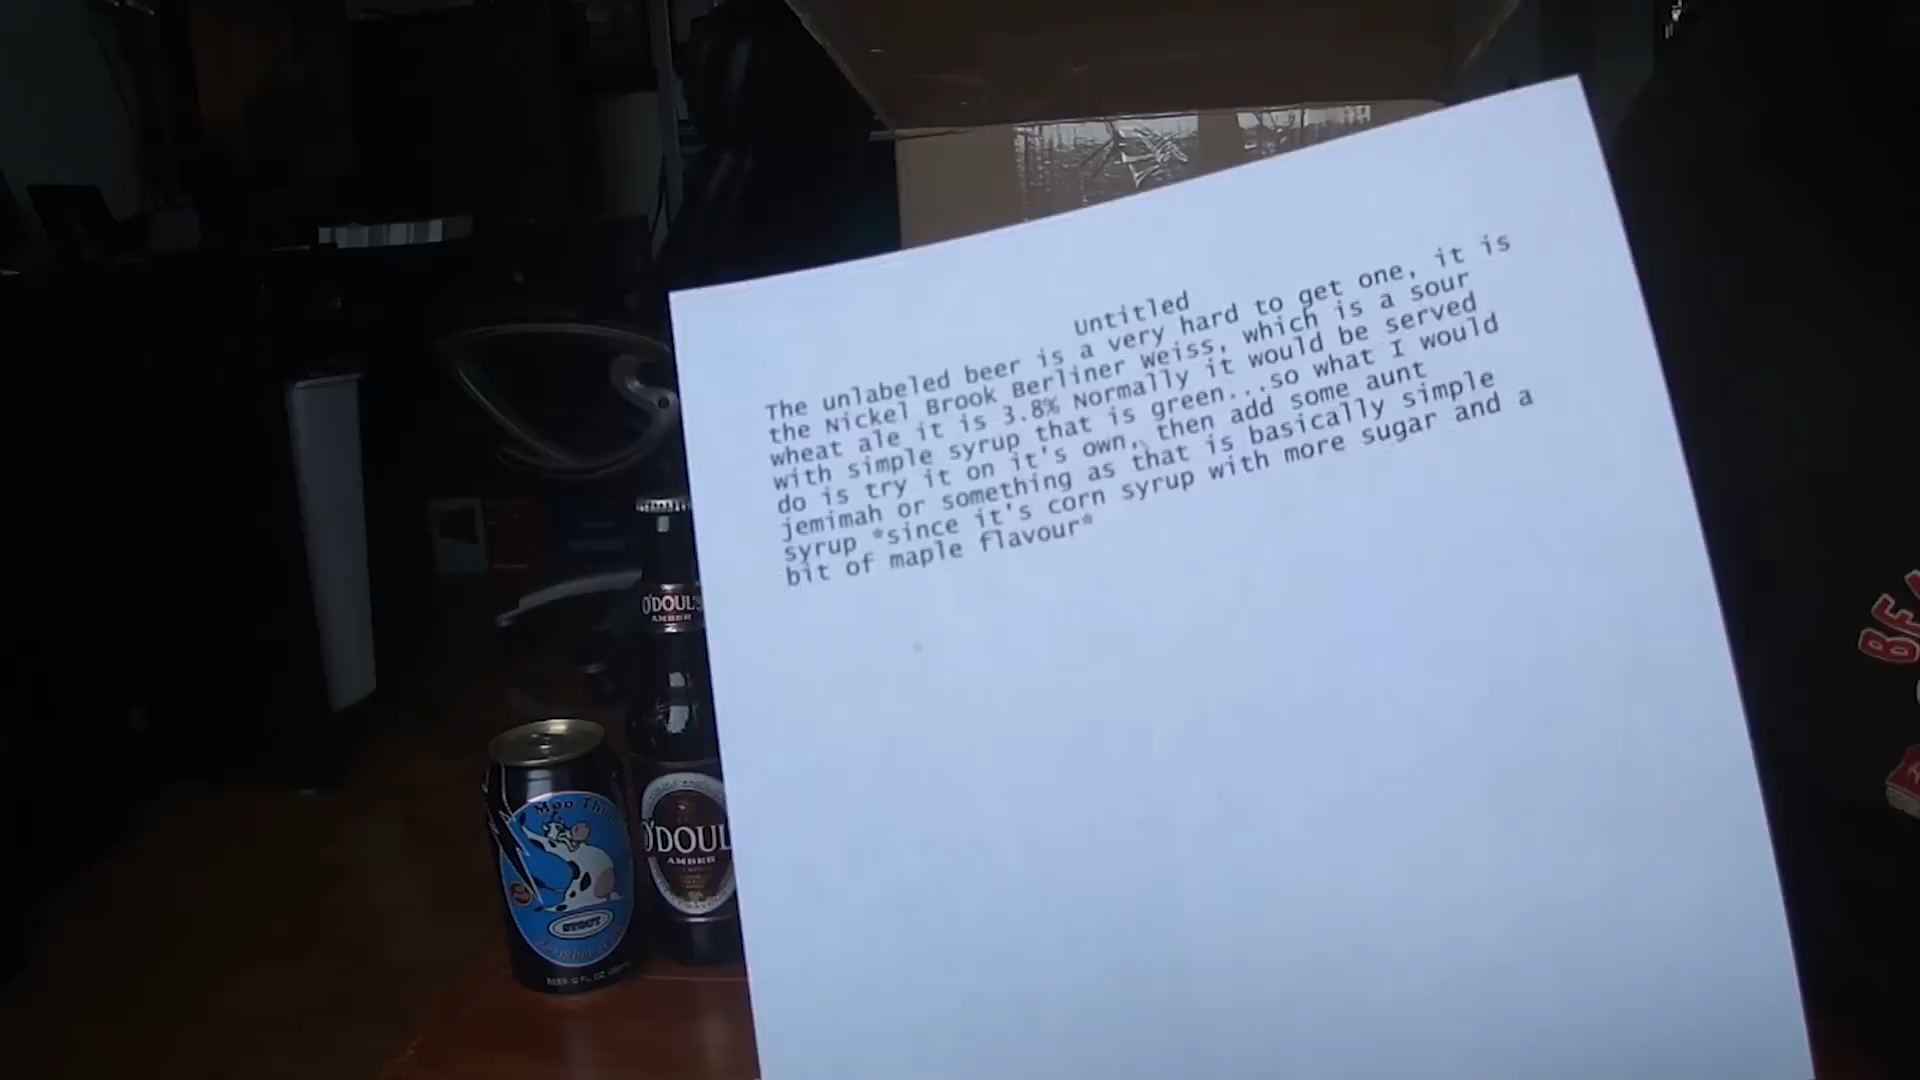 untitled
The unlabeled beer is a very hard to get one, it is
the Nickel Brook Berliner Weiss, which is a sour
wheat ale it is 3.8% Normally it would be served
with simple syrup that is green...so what I would
do is try it on it's own, then add some aunt
jemimah or something as that is basically simple
syrup *since it's corn syrup with more sugar and a
bit of maple flavour*
O'DOUL'S
AMBER
O'DOUL
AMBER
Moo
STOUT